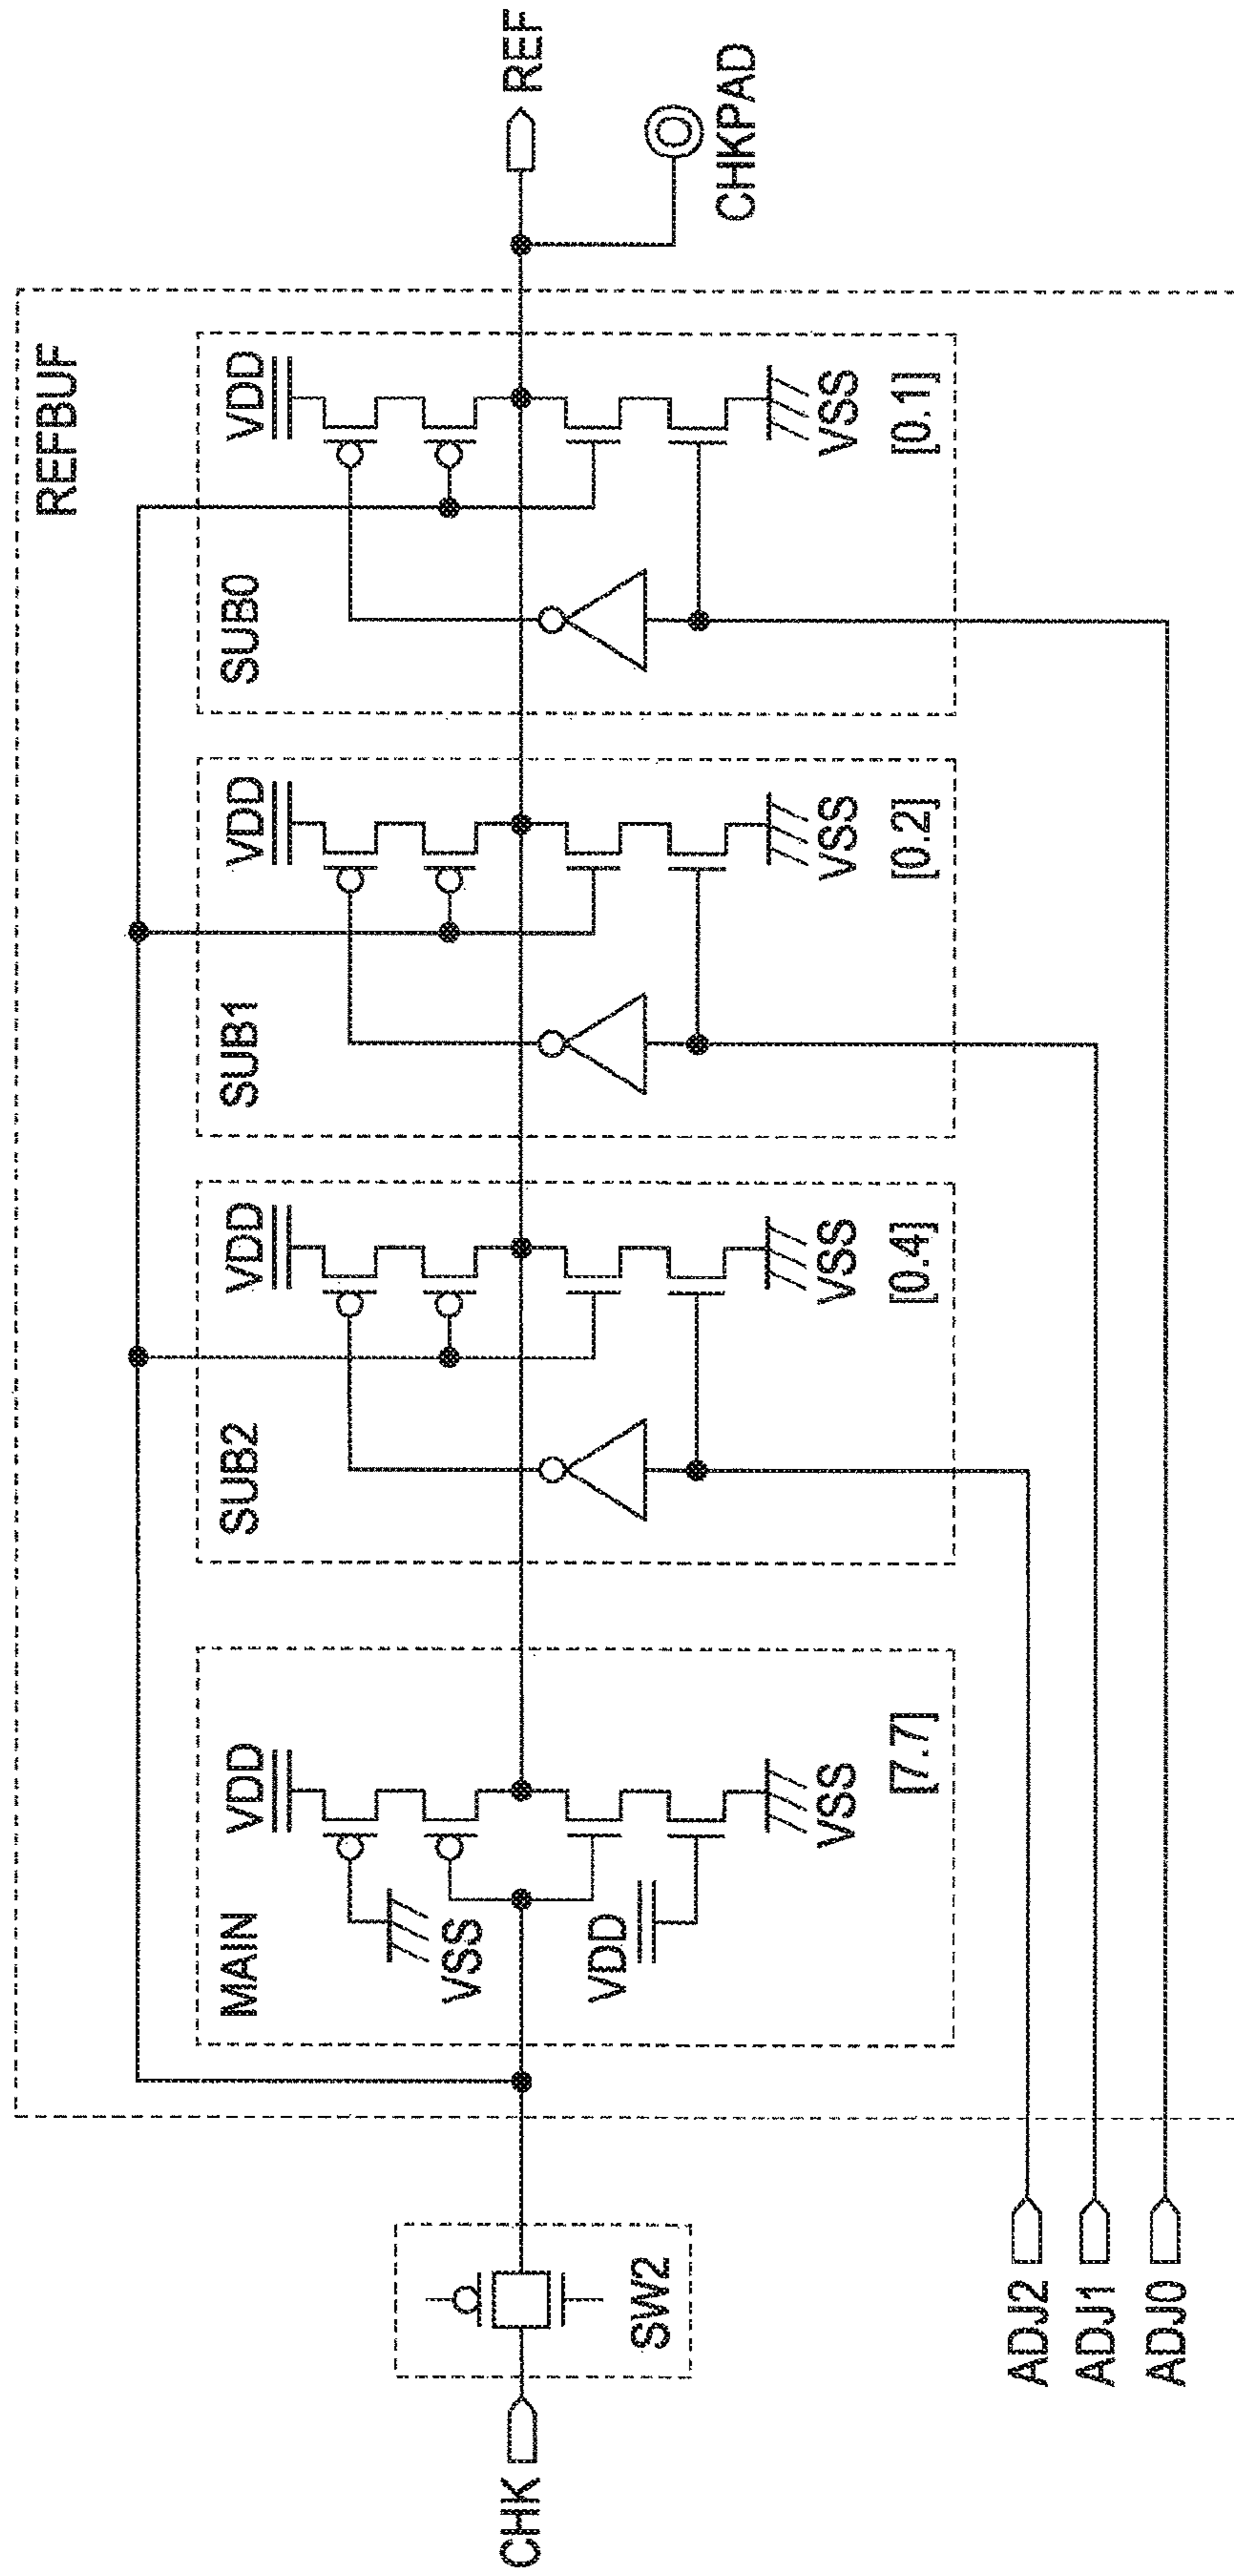 REFBUF
MAIN
VDD
VSS
VDD
VSS
[7.7]
SUB2
VDD
VSS
[0.4]
SUB1
VDD
VSS
[0.2]
SUB0
VDD
VSS
[0.1]
CHK
SW2
REF
CHKPAD
ADJ2
ADJ1
ADJ0